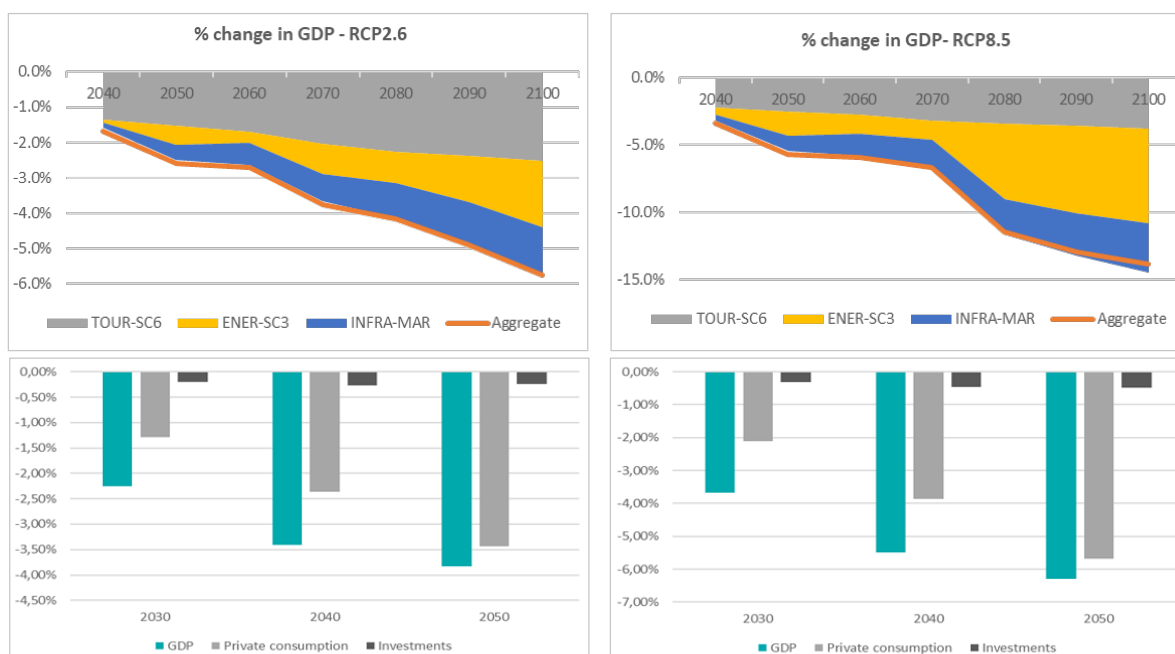 % change in GDP - RCP2.6
0.0%
-1.0%
-2.0%
-3.0%
-4.0%
-5.0%
-6.0%
2040 2050 2060 2070 2080 2090 2100
TOUR-SC6 ENER-SC3 INFRA-MAR Aggregate
% change in GDP- RCP8.5
0.0%
-5.0%
-10.0%
-15.0%
2040 2050 2060 2070 2080 2090 2100
TOUR-SC6 ENER-SC3 INFRA-MAR Aggregate
0,00%
-0,50%
-1,00%
-1,50%
-2,00%
-2,50%
-3,00%
-3,50%
-4,00%
-4,50%
2030 2040 2050
GDP Private consumption Investments
0,00%
-1,00%
-2,00%
-3,00%
-4,00%
-5,00%
-6,00%
-7,00%
2030 2040 2050
GDP Private consumption Investments